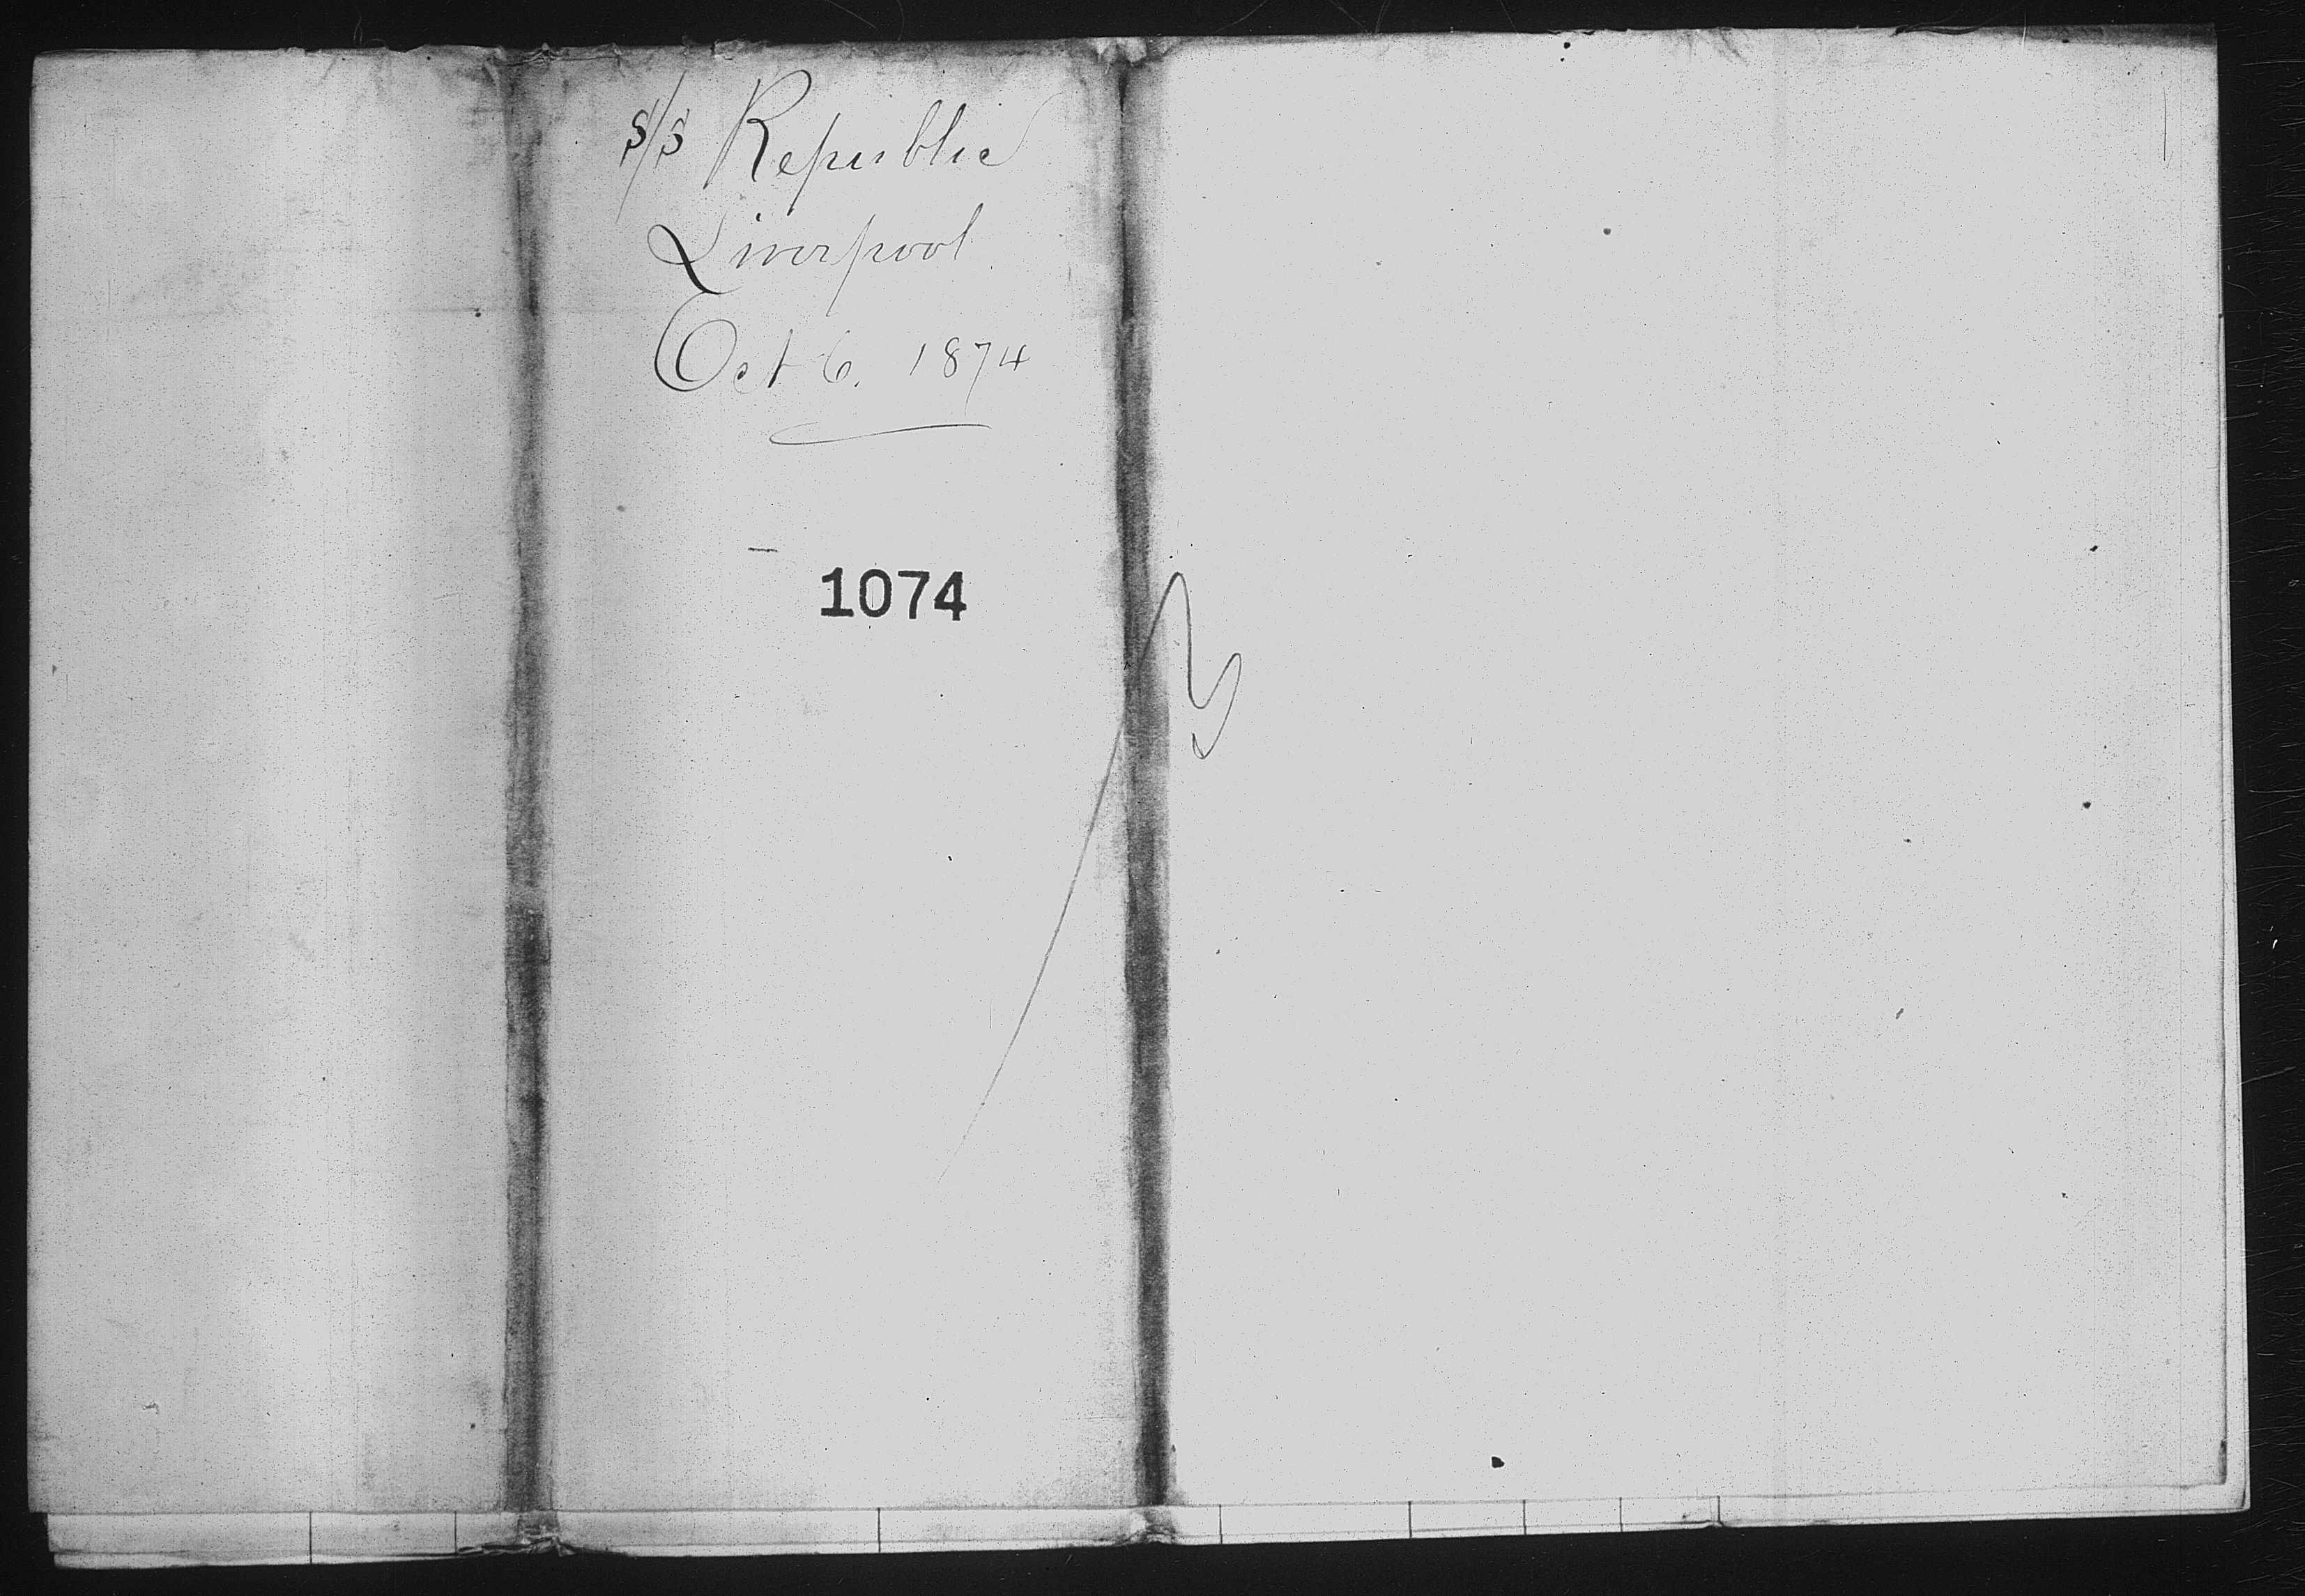 S/S Republic
Liverpool
Oct 6. 1874
1074